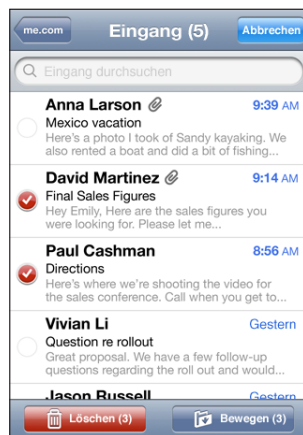 me.com Eingang (5) Abbrechen
Eingang durchsuchen
Anna Larson 9:39 AM
Mexico vacation
Here's a photo I took of Sandy kayaking. We
also rented a boat and did a bit of fishing...
David Martinez 9:14 AM
Final Sales Figures
Hey Emily, Here are the sales figures you
were looking for. Please let me...
Paul Cashman 8:56 AM
Directions
Here's where we're shooting the video for
the sales conference. Call when you get to...
Vivian Li Gestern
Question re rollout
Great proposal. We have a few follow-up
questions regarding the roll out and would...
Jason Russell Gestern
Löschen (3) Bewegen (3)